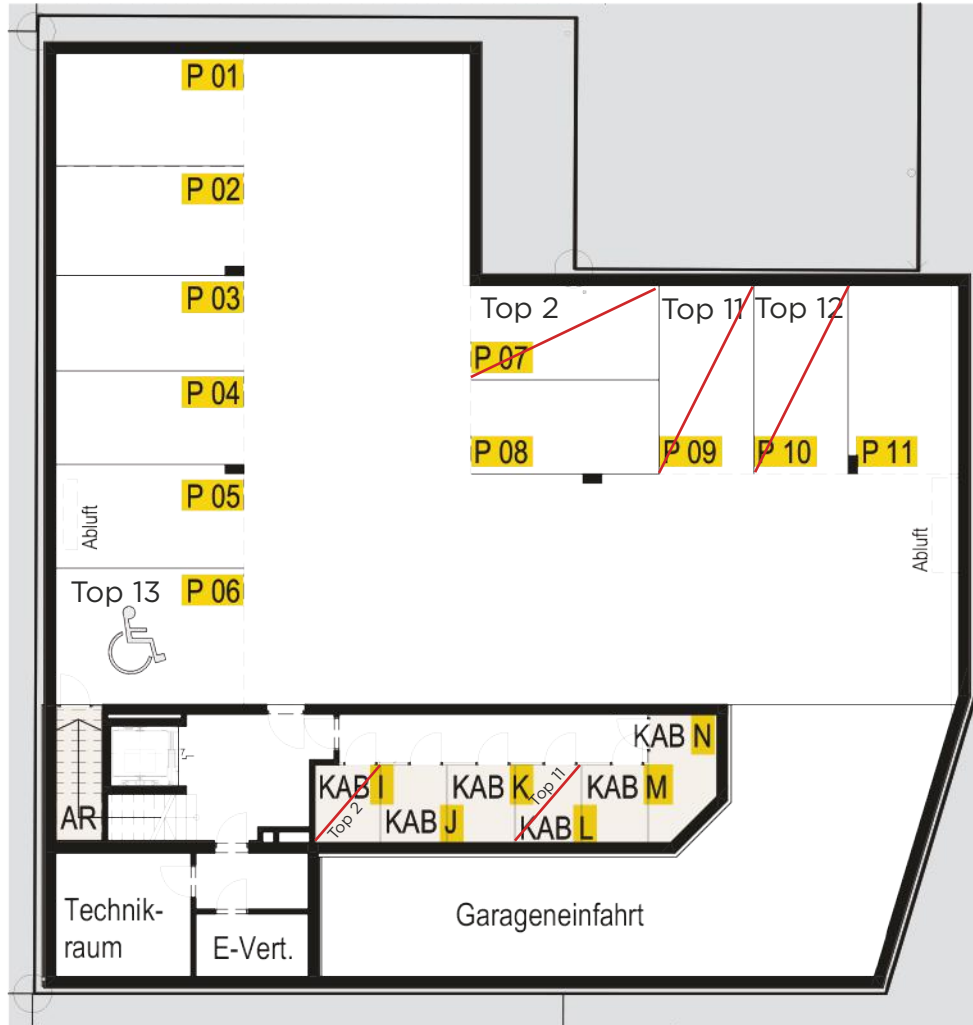 P 01
P 02
P 03
Top 2
Top 11
Top 12
P 07
P 04
P 08
P 09
P 10
P 11
P 05
Abluft
Abluft
Top 13
P 06
KAB N
KAB I
KAB K
KAB M
Top 2
Top 11
AR
KAB J
KAB L
Technik-
raum
E-Vert.
Garageneinfahrt